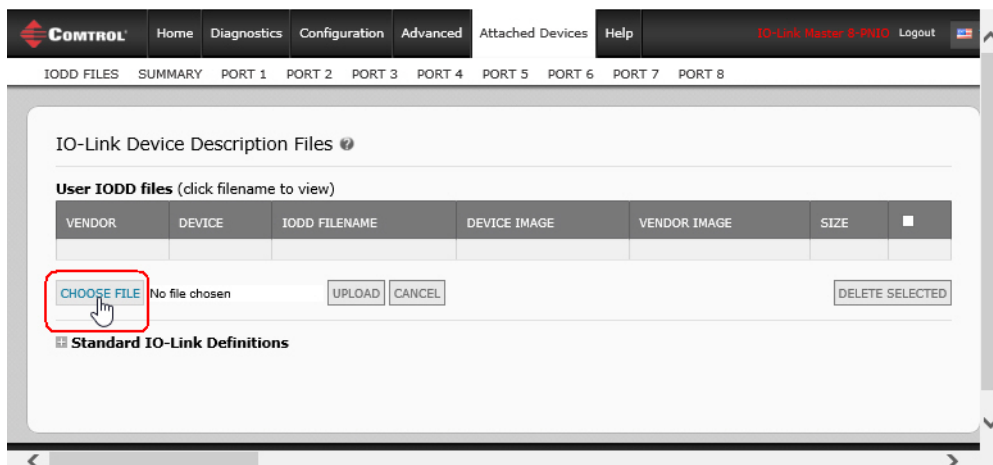 COMTROL Home Diagnostics Configuration Advanced Attached Devices Help IO-Link Master 8-PNIO Logout
IODD FILES SUMMARY PORT 1 PORT 2 PORT 3 PORT 4 PORT 5 PORT 6 PORT 7 PORT 8
IO-Link Device Description Files ?
User IODD files (click filename to view)
VENDOR DEVICE IODD FILENAME DEVICE IMAGE VENDOR IMAGE SIZE
CHOOSE FILE No file chosen UPLOAD CANCEL DELETE SELECTED
Standard IO-Link Definitions